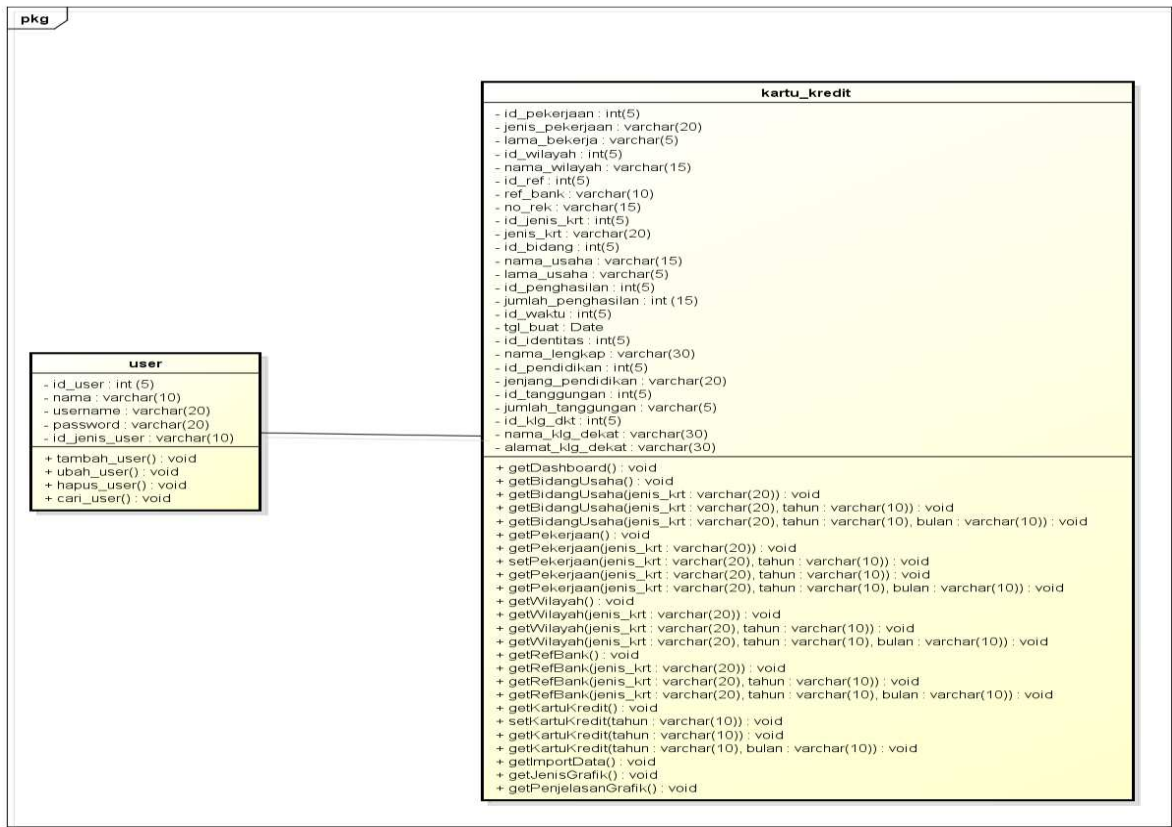 pkg
kartu_kredit
- id_pekerjaan : int(5)
- jenis_pekerjaan : varchar(20)
- lama_bekerja : varchar(5)
- id_wilayah : int(5)
- nama_wilayah : varchar(15)
- id_ref : int(5)
- ref_bank : varchar(10)
- no_rek : varchar(15)
- id_jenis_krt : int(5)
- jenis_krt : varchar(20)
- id_bidang : int(5)
- nama_usaha : varchar(15)
- lama_usaha : varchar(5)
- id_penghasilan : int(5)
- jumlah_penghasilan : int (15)
- id_waktu : int(5)
- tgl_buat : Date
- id_identitas : int(5)
- nama_lengkap : varchar(30)
- id_pendidikan : int(5)
- jenjang_pendidikan : varchar(20)
- id_tanggungan : int(5)
- jumlah_tanggungan : varchar(5)
- id_klg_dkt : int(5)
- nama_klg_dekat : varchar(30)
- alamat_klg_dekat : varchar(30)
+ getDashboard() : void
+ getBidangUsaha() : void
+ getBidangUsaha(jenis_krt : varchar(20)) : void
+ getBidangUsaha(jenis_krt : varchar(20), tahun : varchar(10)) : void
+ getBidangUsaha(jenis_krt : varchar(20), tahun : varchar(10), bulan : varchar(10)) : void
+ getPekerjaan() : void
+ getPekerjaan(jenis_krt : varchar(20)) : void
+ setPekerjaan(jenis_krt : varchar(20), tahun : varchar(10)) : void
+ getPekerjaan(jenis_krt : varchar(20), tahun : varchar(10)) : void
+ getPekerjaan(jenis_krt : varchar(20), tahun : varchar(10), bulan : varchar(10)) : void
+ getWilayah() : void
+ getWilayah(jenis_krt : varchar(20)) : void
+ getWilayah(jenis_krt : varchar(20), tahun : varchar(10)) : void
+ getWilayah(jenis_krt : varchar(20), tahun : varchar(10), bulan : varchar(10)) : void
+ getRefBank() : void
+ getRefBank(jenis_krt : varchar(20)) : void
+ getRefBank(jenis_krt : varchar(20), tahun : varchar(10)) : void
+ getRefBank(jenis_krt : varchar(20), tahun : varchar(10), bulan : varchar(10)) : void
+ getKartuKredit() : void
+ setKartuKredit(tahun : varchar(10)) : void
+ getKartuKredit(tahun : varchar(10)) : void
+ getKartuKredit(tahun : varchar(10), bulan : varchar(10)) : void
+ getImportData() : void
+ getJenisGrafik() : void
+ getPenjelasanGrafik() : void
user
- id_user : int (5)
- nama : varchar(10)
- username : varchar(20)
- password : varchar(20)
- id_jenis_user : varchar(10)
+ tambah_user() : void
+ ubah_user() : void
+ hapus_user() : void
+ cari_user() : void